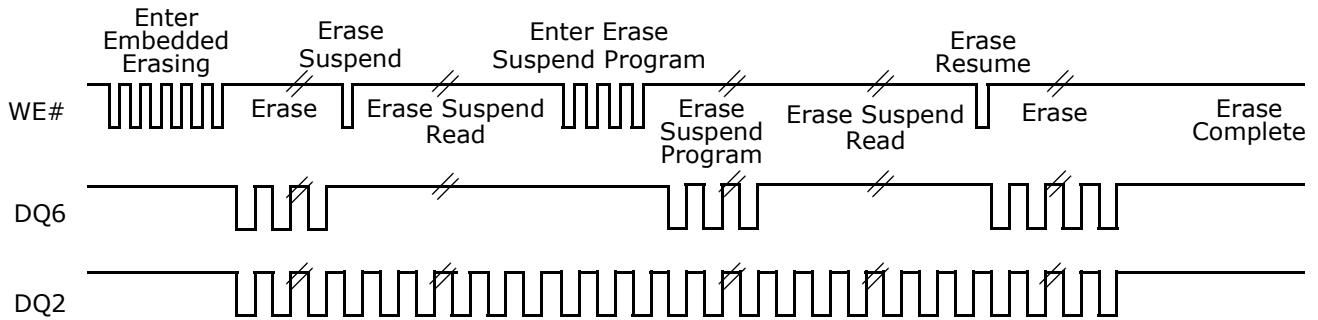 Enter
Embedded
Erasing
Erase
Suspend
Enter Erase
Suspend Program
Erase
Resume
WE#
Erase
Erase Suspend
Read
Erase
Suspend
Program
Erase Suspend
Read
Erase
Erase
Complete
DQ6
DQ2